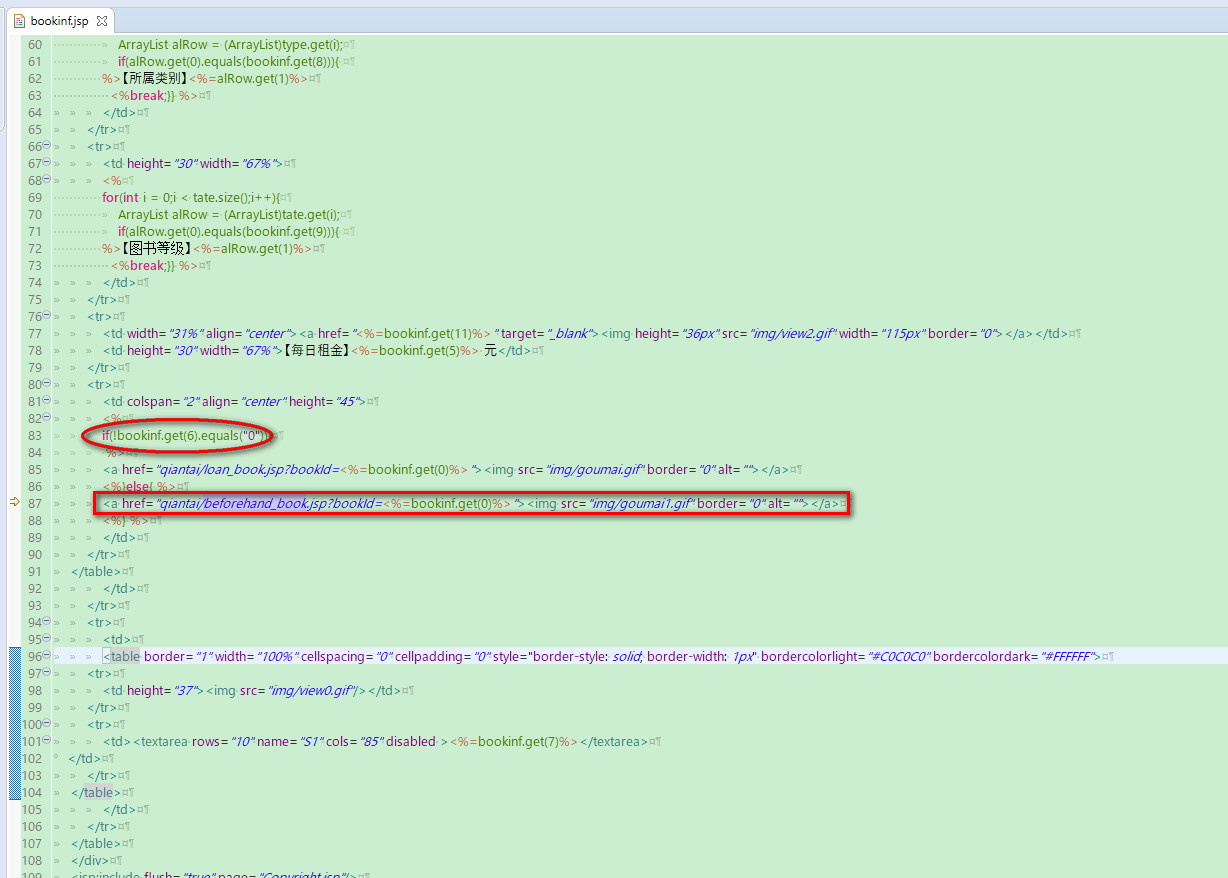 bookinf.jsp
60 ArrayList alRow = (ArrayList)type.get(i);
61 if(alRow.get(0).equals(bookinf.get(8))){
62 %>【所属类别】<%=alRow.get(1)%>
63 <%break;}} %>
64 </td>
65 </tr>
66 <tr>
67 <td height="30" width="67%">
68 <%
69 for(int i = 0;i < tate.size();i++){
70 ArrayList alRow = (ArrayList)tate.get(i);
71 if(alRow.get(0).equals(bookinf.get(9))){
72 %>【图书等级】<%=alRow.get(1)%>
73 <%break;}} %>
74 </td>
75 </tr>
76 <tr>
77 <td width="31%" align="center"><a href="<%=bookinf.get(11)%> " target="_blank"><img height="36px" src="img/view2.gif" width="115px" border="0"></a></td>
78 <td height="30" width="67%">【每日租金】<%=bookinf.get(5)%> 元</td>
79 </tr>
80 <tr>
81 <td colspan="2" align="center" height="45">
82 <%
83 if(!bookinf.get(6).equals("0"))
84 %>
85 <a href="qiantai/loan_book.jsp?bookId=<%=bookinf.get(0)%> "><img src="img/goumai.gif" border="0" alt=""></a>
86 <%}else{ %>
87 <a href="qiantai/beforehand_book.jsp?bookId=<%=bookinf.get(0)%> "><img src="img/goumai1.gif" border="0" alt=""></a>
88 <%} %>
89 </td>
90 </tr>
91 </table>
92 </td>
93 </tr>
94 <tr>
95 <td>
96 <table border="1" width="100%" cellspacing="0" cellpadding="0" style="border-style: solid; border-width: 1px" bordercolorlight="#C0C0C0" bordercolordark="#FFFFFF">
97 <tr>
98 <td height="37"><img src="img/view0.gif"/></td>
99 </tr>
100 <tr>
101 <td><textarea rows="10" name="S1" cols="85" disabled ><%=bookinf.get(7)%></textarea>
102 </td>
103 </tr>
104 </table>
105 </td>
106 </tr>
107 </table>
108 </div>
109 <jsp:include flush="true" page="Copyright.jsp"/>